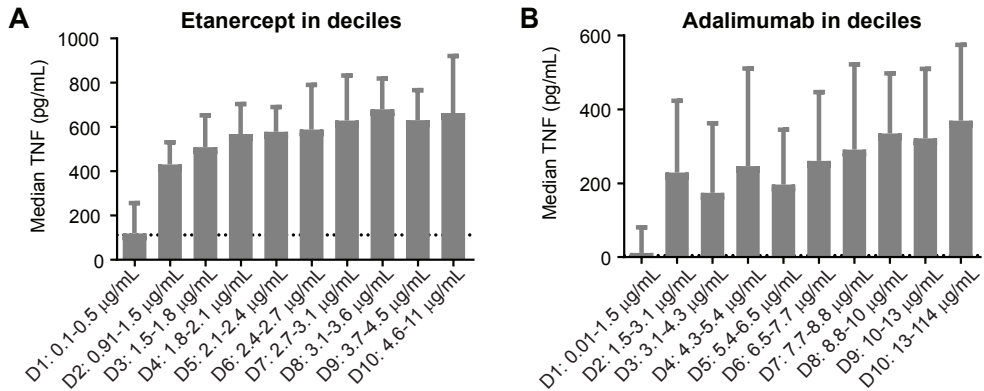 A
Etanercept in deciles
Median TNF (pg/mL)
1000
800
600
400
200
0
D1: 0.1-0.5 µg/mL
D2: 0.91-1.5 µg/mL
D3: 1.5-1.8 µg/mL
D4: 1.8-2.1 µg/mL
D5: 2.1-2.4 µg/mL
D6: 2.4-2.7 µg/mL
D7: 2.7-3.1 µg/mL
D8: 3.1-3.6 µg/mL
D9: 3.7-4.5 µg/mL
D10: 4.6-11 µg/mL
B
Adalimumab in deciles
Median TNF (pg/mL)
600
400
200
0
D1: 0.01-1.5 µg/mL
D2: 1.5-3.1 µg/mL
D3: 3.1-4.3 µg/mL
D4: 4.3-5.4 µg/mL
D5: 5.4-6.5 µg/mL
D6: 6.5-7.7 µg/mL
D7: 7.7-8.8 µg/mL
D8: 8.8-10 µg/mL
D9: 10-13 µg/mL
D10: 13-114 µg/mL